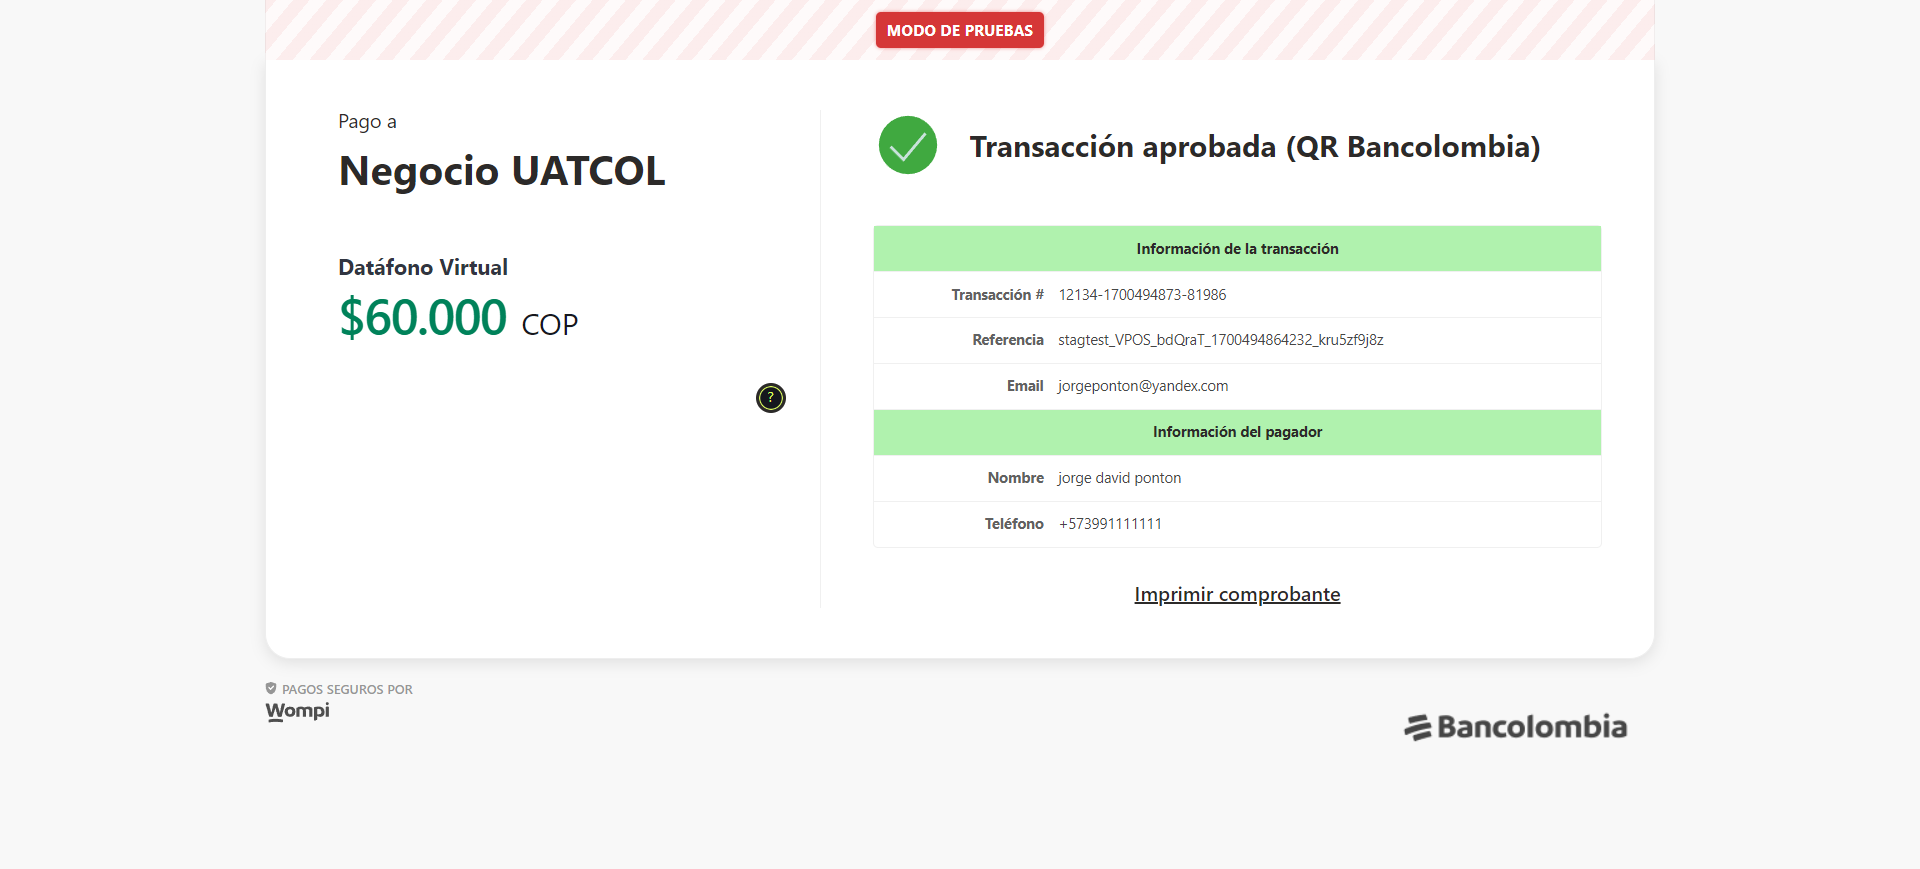 MODO DE PRUEBAS
Pago a
Negocio UATCOL
Datáfono Virtual
$60.000 COP
?
Transacción aprobada (QR Bancolombia)
Información de la transacción
Transacción # 12134-1700494873-81986
Referencia stagtest_VPOS_bdQraT_1700494864232_kru5zf9j8z
Email jorgeponton@yandex.com
Información del pagador
Nombre jorge david ponton
Teléfono +573991111111
Imprimir comprobante
PAGOS SEGUROS POR
Wompi
Bancolombia